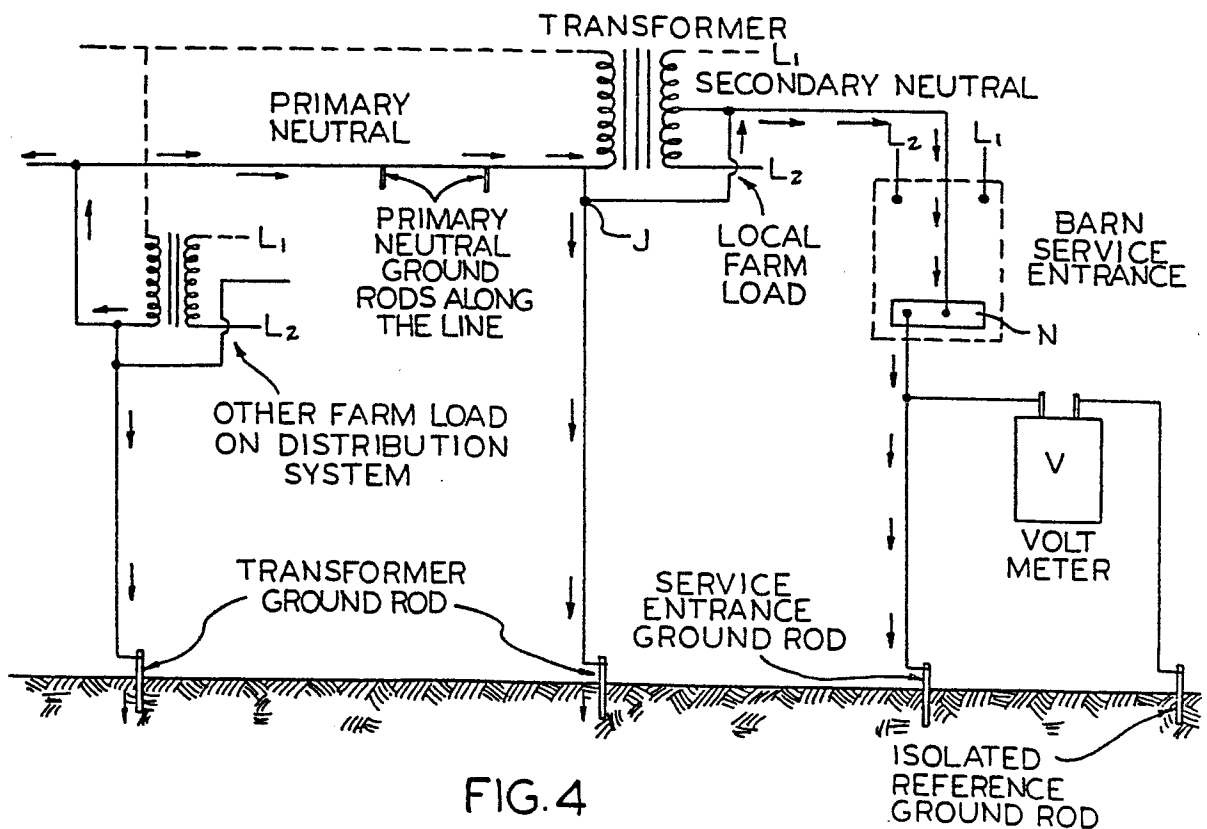 TRANSFORMER
L1
SECONDARY NEUTRAL
PRIMARY
NEUTRAL
L2
L1
L2
PRIMARY
NEUTRAL
GROUND
RODS ALONG
THE LINE
J
LOCAL
FARM
LOAD
BARN
SERVICE
ENTRANCE
L1
L2
N
OTHER FARM LOAD
ON DISTRIBUTION
SYSTEM
V
VOLT
METER
TRANSFORMER
GROUND ROD
SERVICE
ENTRANCE
GROUND ROD
ISOLATED
REFERENCE
GROUND ROD
FIG.4